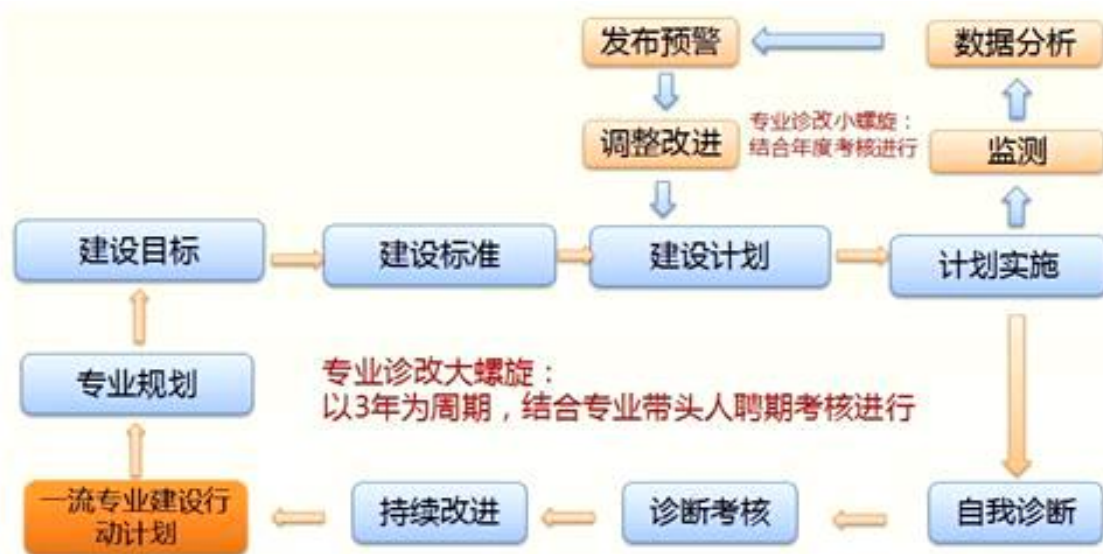 发布预警
数据分析
调整改进
专业诊改小螺旋：
结合年度考核进行
监测
建设目标
建设标准
建设计划
计划实施
专业规划
专业诊改大螺旋：
以3年为周期，结合专业带头人聘期考核进行
一流专业建设行
动计划
持续改进
诊断考核
自我诊断